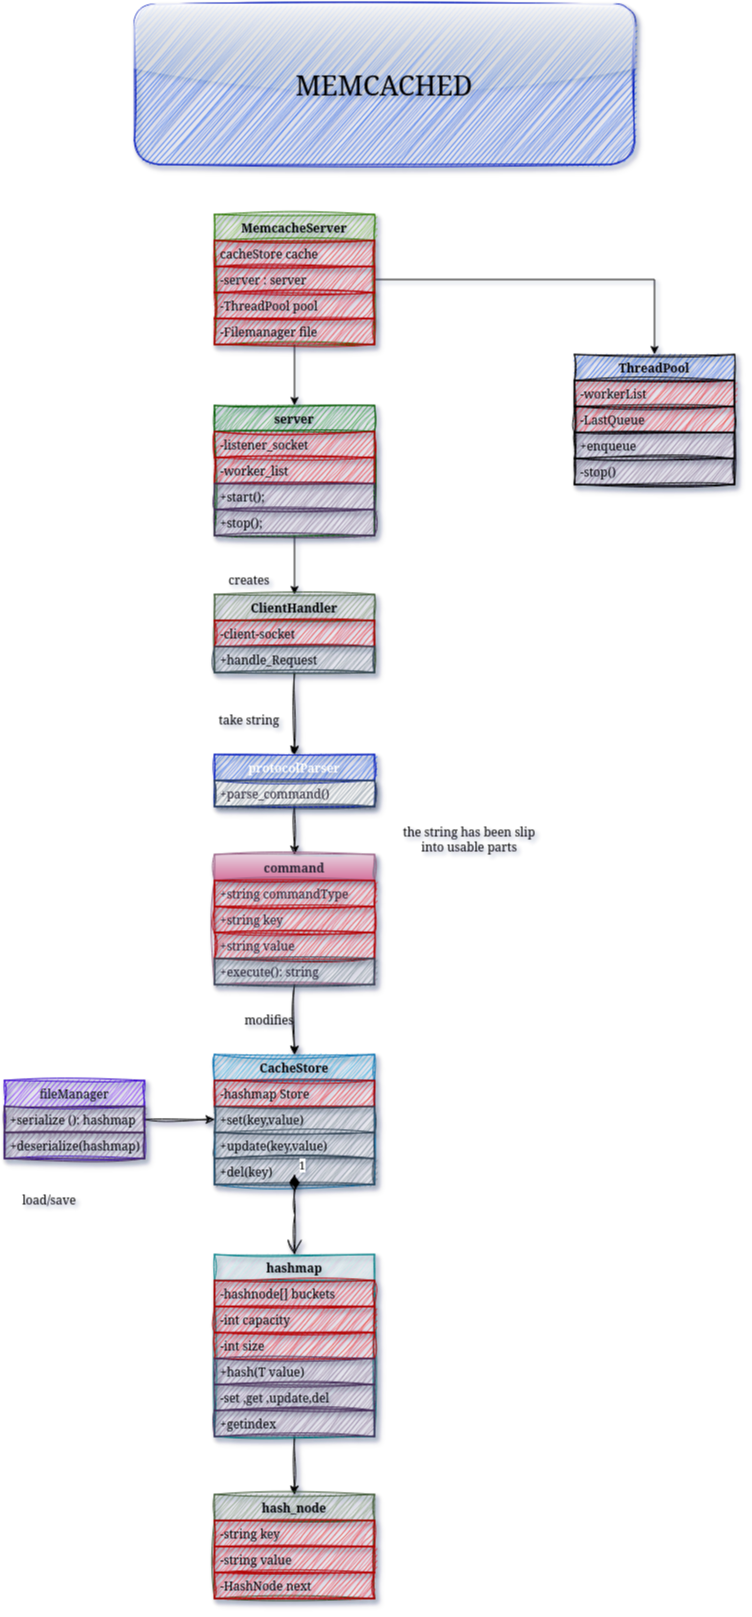 MEMCACHED
MemcacheServer
cacheStore cache
-server : server
-ThreadPool pool
-Filemanager file
ThreadPool
-workerList
-LastQueue
+enqueue
-stop()
server
-listener_socket
-worker_list
+start();
+stop();
creates
ClientHandler
-client-socket
+handle_Request
take string
protocolParser
+parse_command()
the string has been slip
into usable parts
command
+string commandType
+string key
+string value
+execute(): string
modifies
CacheStore
-hashmap Store
+set(key,value)
+update(key,value)
+del(key)
1
fileManager
+serialize (): hashmap
+deserialize(hashmap)
load/save
hashmap
-hashnode[] buckets
-int capacity
-int size
+hash(T value)
-set ,get ,update,del
+getindex
hash_node
-string key
-string value
-HashNode next